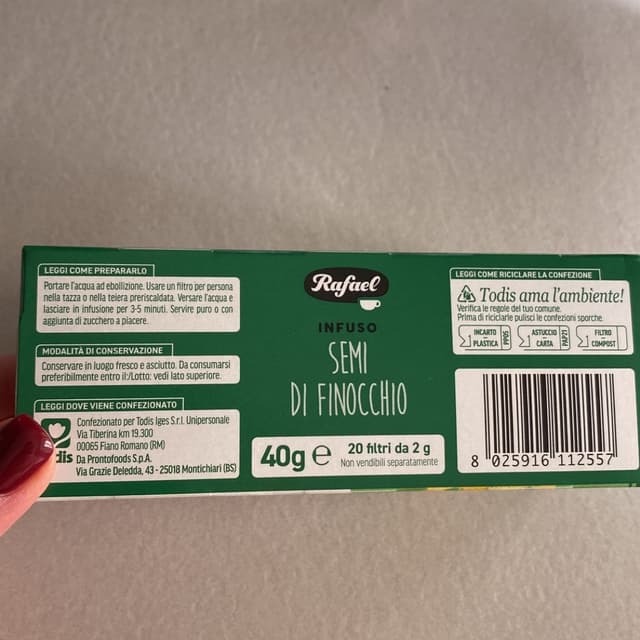 LEGGI COME PREPARARLO
Portare l'acqua ad ebollizione. Usare un filtro per persona
nella tazza o nella teiera preriscaldata. Versare l'acqua e
lasciare in infusione per 3-5 minuti. Servire puro o con
aggiunta di zucchero a piacere.
MODALITÀ DI CONSERVAZIONE
Conservare in luogo fresco e asciutto. Da consumarsi
preferibilmente entro il:/Lotto: vedi lato superiore.
LEGGI DOVE VIENE CONFEZIONATO
Confezionato per Todis Iges S.r.l. Unipersonale
Via Tiberina km 19.300
00065 Fiano Romano (RM)
dis Da Prontofoods S.p.A.
Via Grazie Deledda, 43 - 25018 Montichiari (BS)
Rafael
INFUSO
SEMI
DI FINOCCHIO
40g e
20 filtri da 2 g
Non vendibili separatamente
LEGGI COME RICICLARE LA CONFEZIONE
Todis ama l'ambiente!
Verifica le regole del tuo comune.
Prima di riciclarle pulisci le confezioni sporche.
INCARTO
PLASTICA
PP05
ASTUCCIO
CARTA
PAP21
FILTRO
COMPOST
8 025916 112557